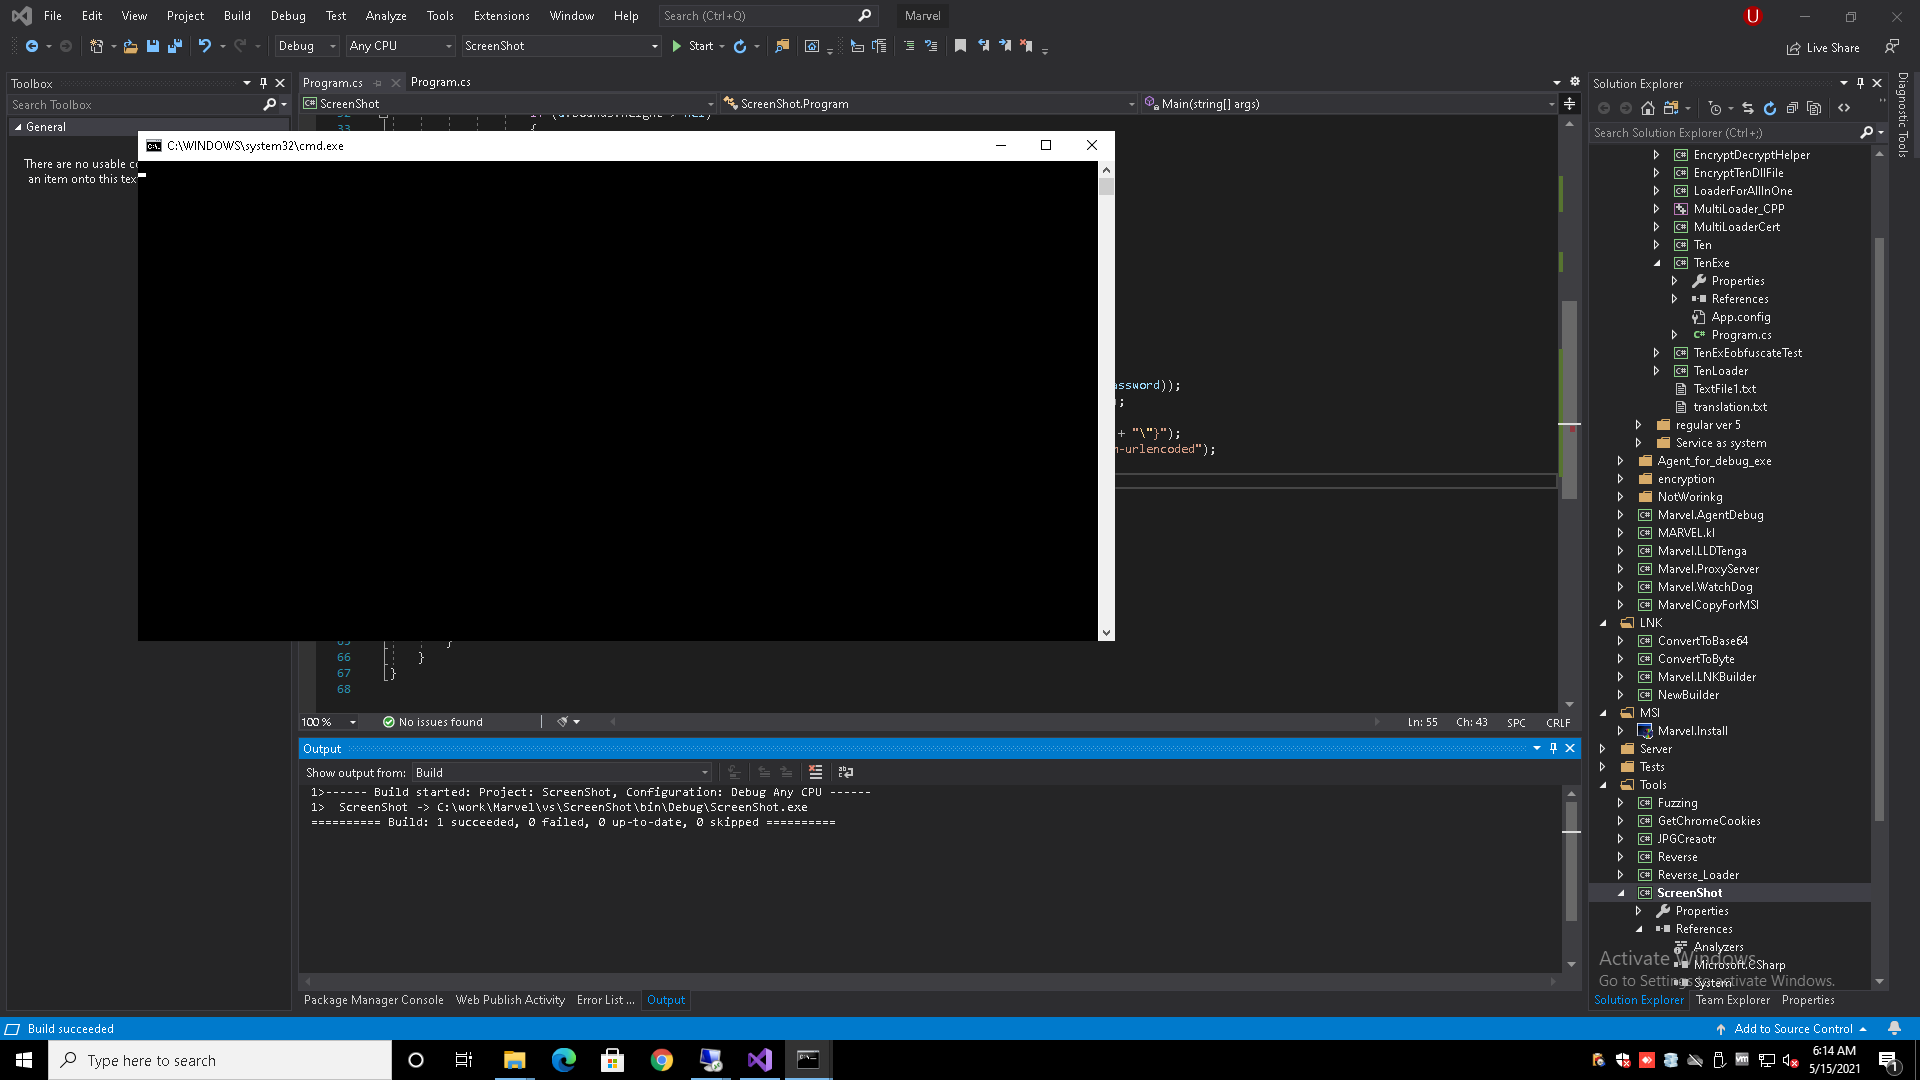 File Edit View Project Build Debug Test Analyze Tools Extensions Window Help Search (Ctrl+Q) Marvel U
Debug Any CPU ScreenShot Start Live Share
Toolbox
Search Toolbox
General
There are no usable co
an item onto this tex
Program.cs Program.cs
C# ScreenShot ScreenShot.Program Main(string[] args)
33 {
C:\WINDOWS\system32\cmd.exe
assword));
;
+ "\"}");
-urlencoded");
66 }
67 }
68
100 % No issues found Ln: 55 Ch: 43 SPC CRLF
Output
Show output from: Build
1>------ Build started: Project: ScreenShot, Configuration: Debug Any CPU ------
1>  ScreenShot -> C:\work\Marvel\vs\ScreenShot\bin\Debug\ScreenShot.exe
========== Build: 1 succeeded, 0 failed, 0 up-to-date, 0 skipped ==========
Package Manager Console Web Publish Activity Error List ... Output
Solution Explorer
Search Solution Explorer (Ctrl+;)
EncryptDecryptHelper
EncryptTenDllFile
LoaderForAllInOne
MultiLoader_CPP
MultiLoaderCert
Ten
TenExe
Properties
References
App.config
Program.cs
TenExEobfuscateTest
TenLoader
TextFile1.txt
translation.txt
regular ver 5
Service as system
Agent_for_debug_exe
encryption
NotWorinkg
Marvel.AgentDebug
MARVEL.kl
Marvel.LLDTenga
Marvel.ProxyServer
Marvel.WatchDog
MarvelCopyForMSI
LNK
ConvertToBase64
ConvertToByte
Marvel.LNKBuilder
NewBuilder
MSI
Marvel.Install
Server
Tests
Tools
Fuzzing
GetChromeCookies
JPGCreaotr
Reverse
Reverse_Loader
ScreenShot
Properties
References
Analyzers
Microsoft.CSharp
System
Activate Windows
Go to Settings to activate Windows.
Solution Explorer Team Explorer Properties
Diagnostic Tools
Build succeeded Add to Source Control
Type here to search
6:14 AM
5/15/2021
1